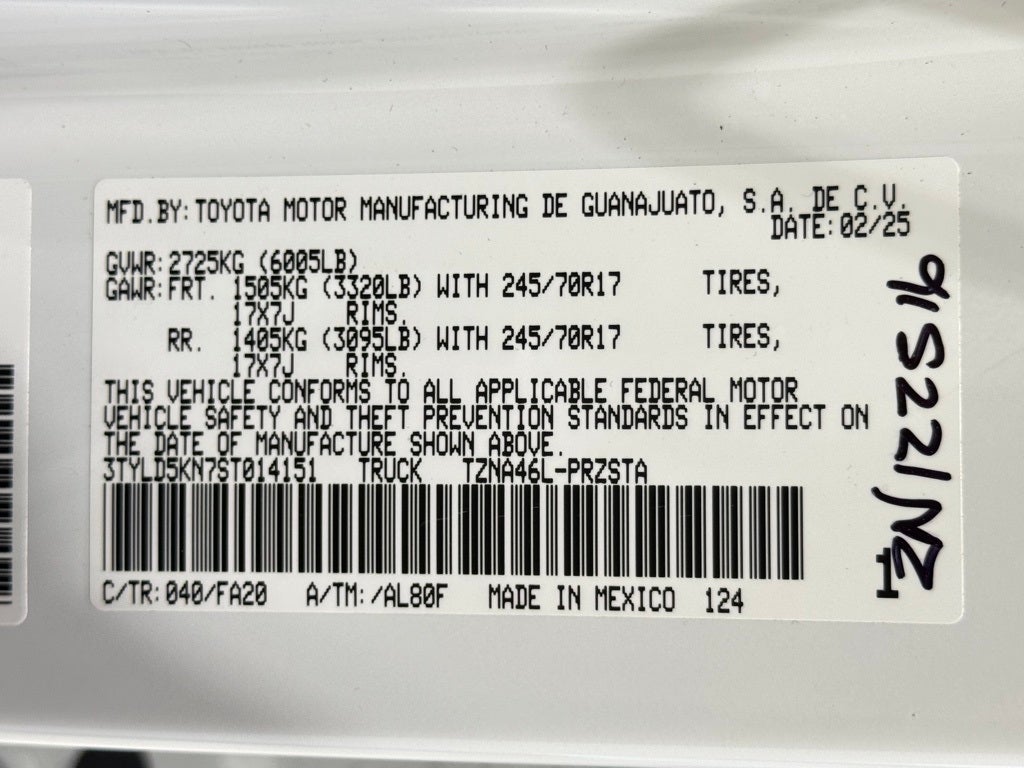 MFD.BY: TOYOTA MOTOR MANUFACTURING DE GUANAJUATO, S.A. DE C.V.
DATE: 02/25
GVWR: 2725KG (6005LB)
GAWR: FRT. 1505KG (3320LB) WITH 245/70R17 TIRES,
17X7J RIMS.
RR. 1405KG (3095LB) WITH 245/70R17 TIRES,
17X7J RIMS.
THIS VEHICLE CONFORMS TO ALL APPLICABLE FEDERAL MOTOR
VEHICLE SAFETY AND THEFT PREVENTION STANDARDS IN EFFECT ON
THE DATE OF MANUFACTURE SHOWN ABOVE.
3TYLD5KN7ST014151 TRUCK TZNA46L-PRZSTA
C/TR: 040/FA20 A/TM: /AL80F MADE IN MEXICO 124